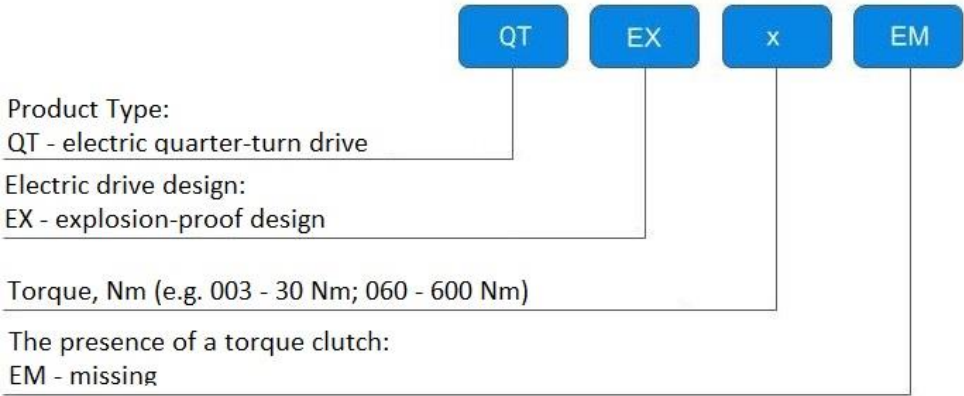 QT EX x EM
Product Type:
QT - electric quarter-turn drive
Electric drive design:
EX - explosion-proof design
Torque, Nm (e.g. 003 - 30 Nm; 060 - 600 Nm)
The presence of a torque clutch:
EM - missing